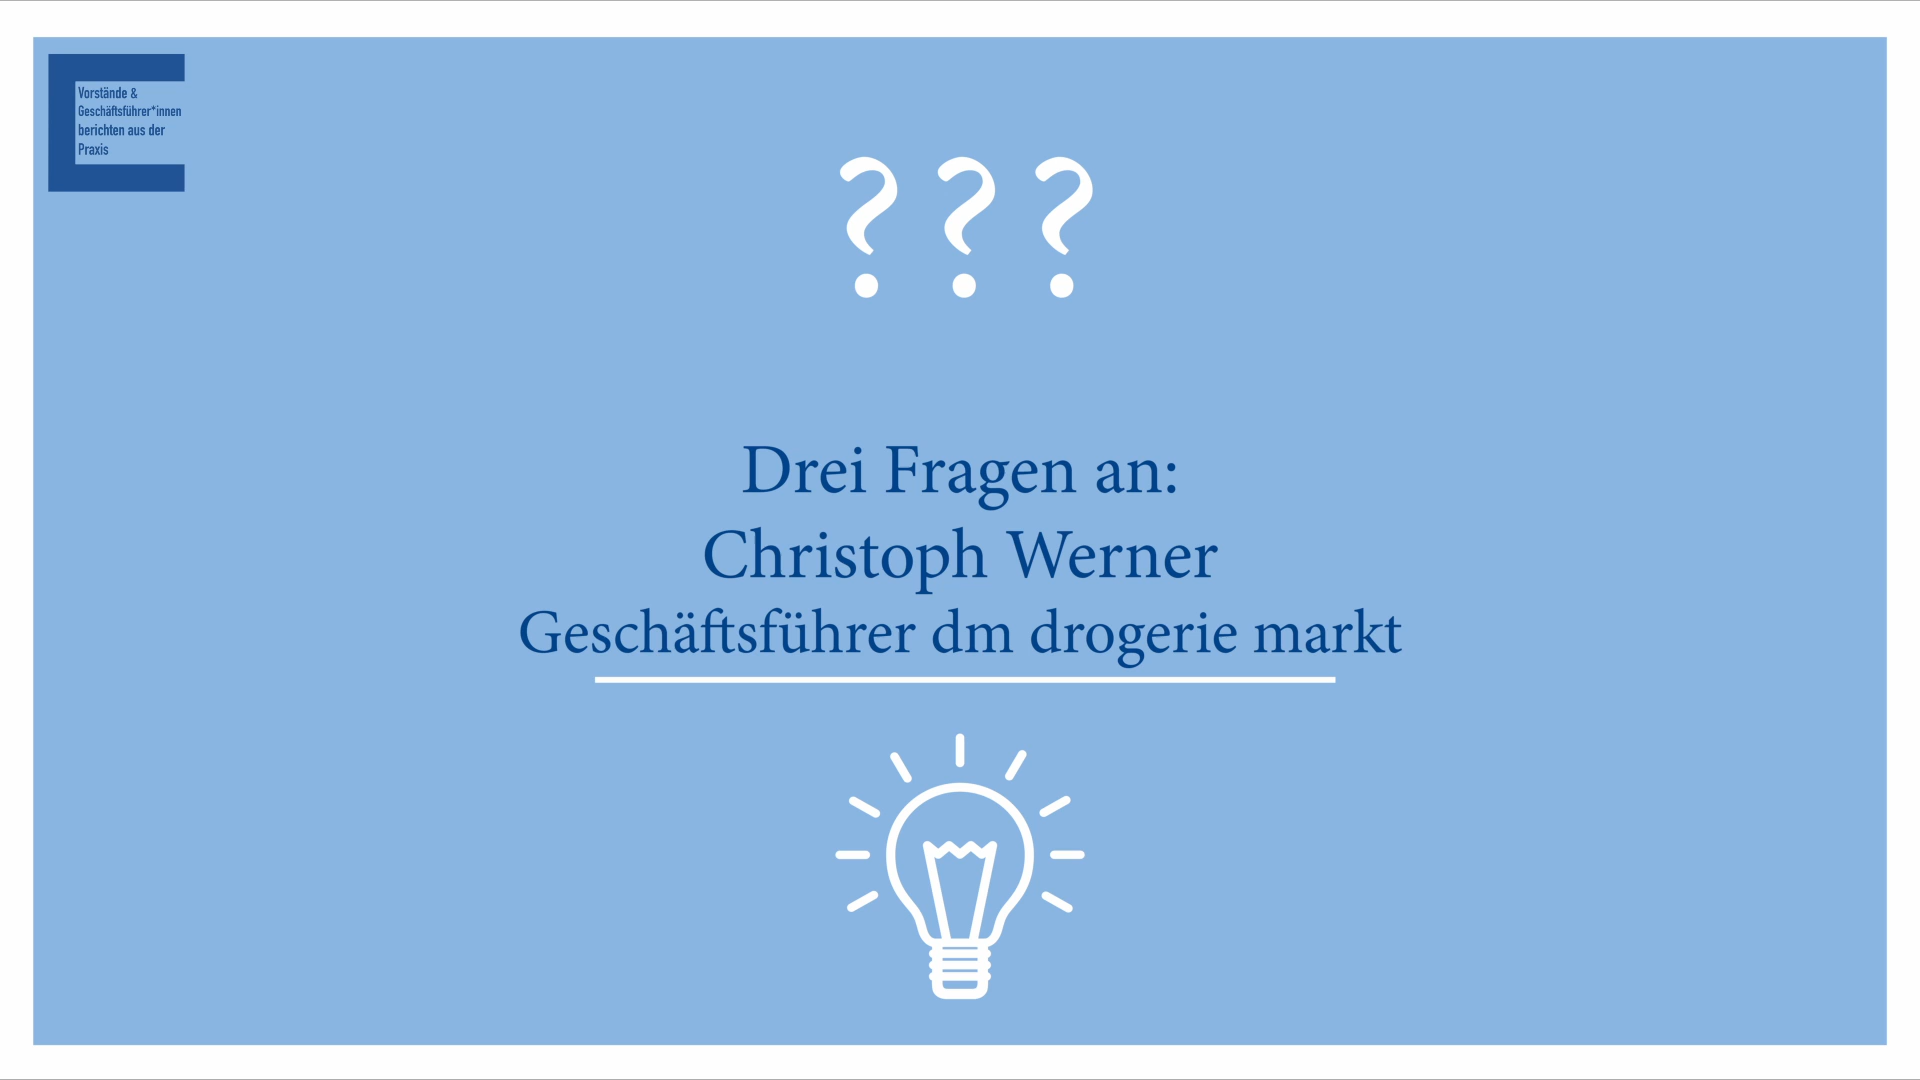 Vorstände &
Geschäftsführer*innen
berichten aus der
Praxis
? ? ?
Drei Fragen an:
Christoph Werner
Geschäftsführer dm drogerie markt